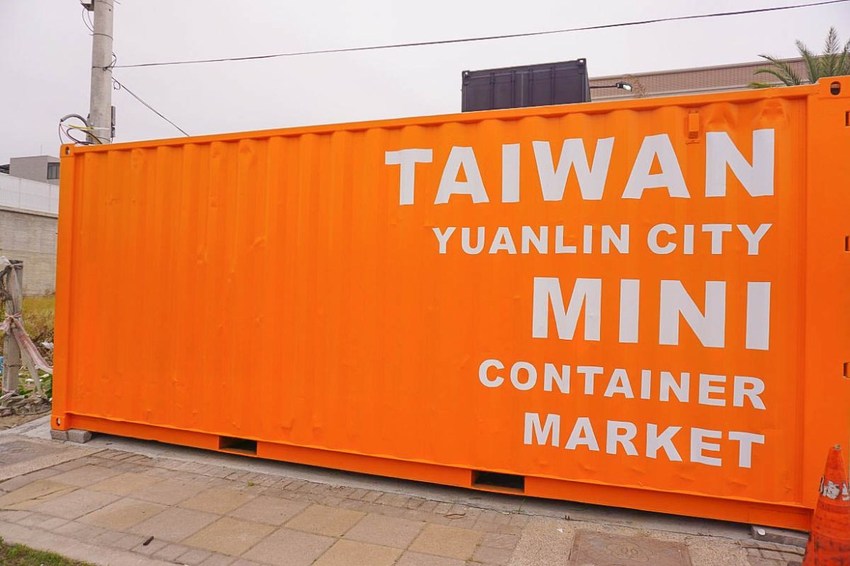 TAIWAN
YUANLIN CITY
MINI
CONTAINER
MARKET